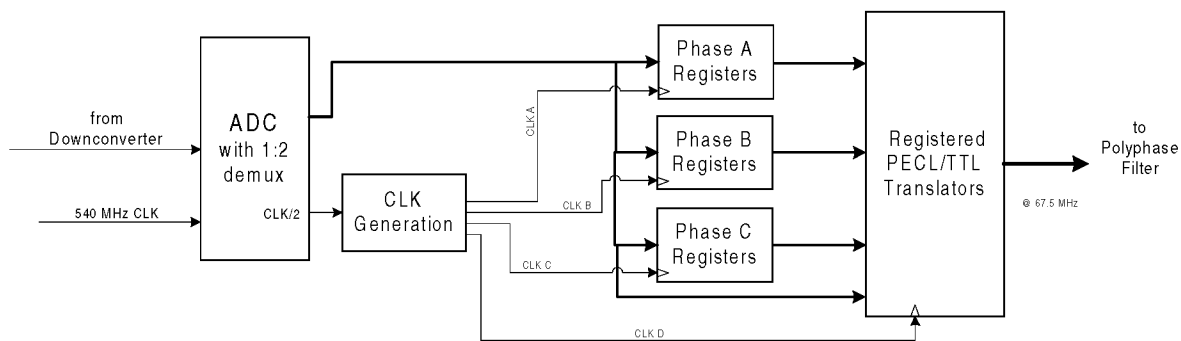 from
Downconverter
540 MHz CLK
ADC
with 1:2
demux
CLK/2
CLK
Generation
CLK A
CLK B
CLK C
CLK D
Phase A
Registers
Phase B
Registers
Phase C
Registers
Registered
PECL/TTL
Translators
to
Polyphase
Filter
@ 67.5 MHz